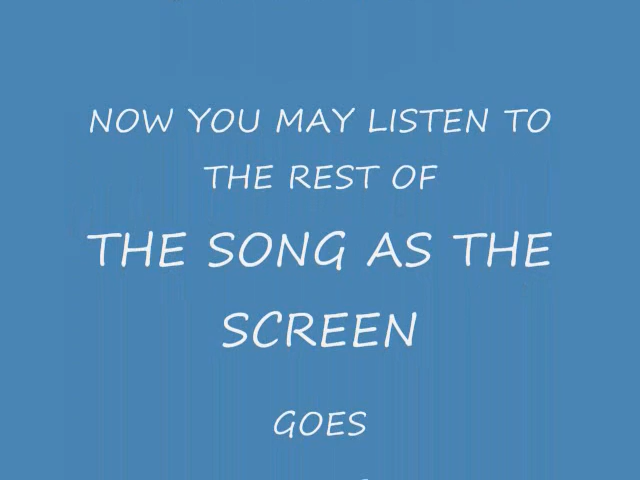 NOW YOU MAY LISTEN TO
THE REST OF
THE SONG AS THE
SCREEN
GOES